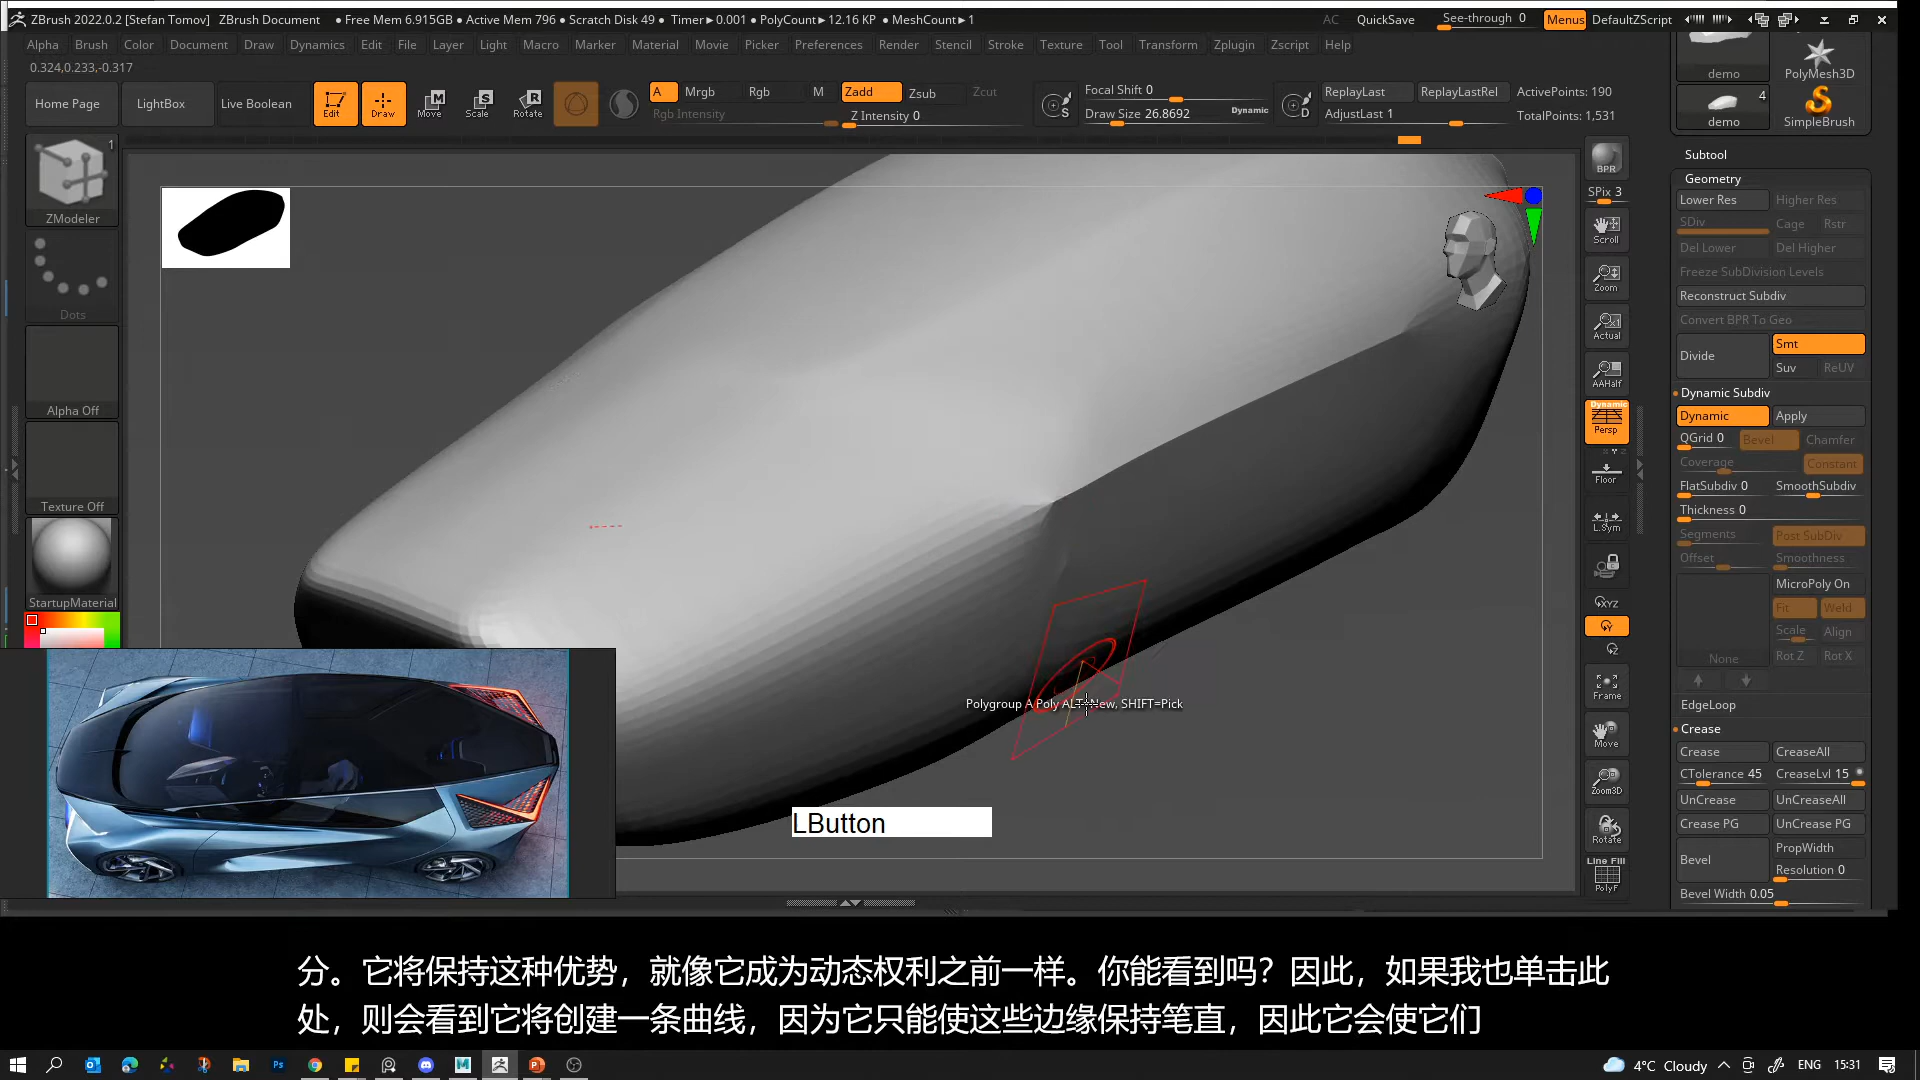 ZBrush 2022.0.2 [Stefan Tomov]   ZBrush Document   • Free Mem 6.915GB • Active Mem 796 • Scratch Disk 49 • Timer►0.001 • PolyCount►12.16 KP • MeshCount►1   AC   QuickSave   See-through 0   Menus   DefaultZScript
Alpha Brush Color Document Draw Dynamics Edit File Layer Light Macro Marker Material Movie Picker Preferences Render Stencil Stroke Texture Tool Transform Zplugin Zscript Help
0.324,0.233,-0.317
Home Page
LightBox
Live Boolean
Edit
Draw
Move
Scale
Rotate
A
Mrgb
Rgb
M
Zadd
Zsub
Zcut
Rgb Intensity
Z Intensity 0
Focal Shift 0
Draw Size 26.8692
Dynamic
ReplayLast
ReplayLastRel
AdjustLast 1
ActivePoints: 190
TotalPoints: 1,531
1
ZModeler
Dots
Alpha Off
Texture Off
StartupMaterial
Polygroup A Poly ALT=New, SHIFT=Pick
LButton
BPR
SPix 3
Scroll
Zoom
Actual
AAHalf
Dynamic
Persp
Floor
L.Sym
XYZ
Y
Z
Frame
Move
Zoom3D
Rotate
Line Fill
PolyF
demo
PolyMesh3D
4
demo
SimpleBrush
Subtool
Geometry
Lower Res
Higher Res
SDiv
Cage
Rstr
Del Lower
Del Higher
Freeze SubDivision Levels
Reconstruct Subdiv
Convert BPR To Geo
Divide
Smt
Suv
ReUV
Dynamic Subdiv
Dynamic
Apply
QGrid 0
Bevel
Chamfer
Coverage
Constant
FlatSubdiv 0
SmoothSubdiv
Thickness 0
Segments
Post SubDiv
Offset
Smoothness
MicroPoly On
Fit
Weld
Scale
Align
None
Rot Z
Rot X
EdgeLoop
Crease
Crease
CreaseAll
CTolerance 45
CreaseLvl 15
UnCrease
UnCreaseAll
Crease PG
UnCrease PG
Bevel
PropWidth
Resolution 0
Bevel Width 0.05
分。它将保持这种优势，就像它成为动态权利之前一样。你能看到吗？因此，如果我也单击此
处，则会看到它将创建一条曲线，因为它只能使这些边缘保持笔直，因此它会使它们
4°C Cloudy   ENG   15:31